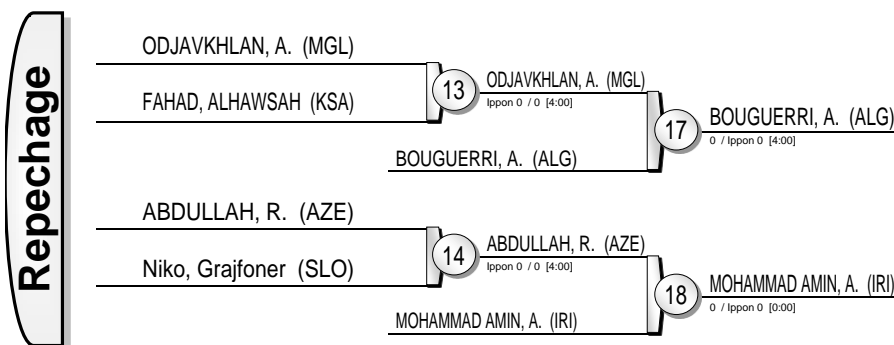 Repechage
ODJAVKHLAN, A. (MGL)
FAHAD, ALHAWSAH (KSA)
13
ODJAVKHLAN, A. (MGL)
Ippon 0 / 0 [4:00]
BOUGUERRI, A. (ALG)
17
BOUGUERRI, A. (ALG)
0 / Ippon 0 [4:00]
ABDULLAH, R. (AZE)
Niko, Grajfoner (SLO)
14
ABDULLAH, R. (AZE)
Ippon 0 / 0 [4:00]
MOHAMMAD AMIN, A. (IRI)
18
MOHAMMAD AMIN, A. (IRI)
0 / Ippon 0 [0:00]